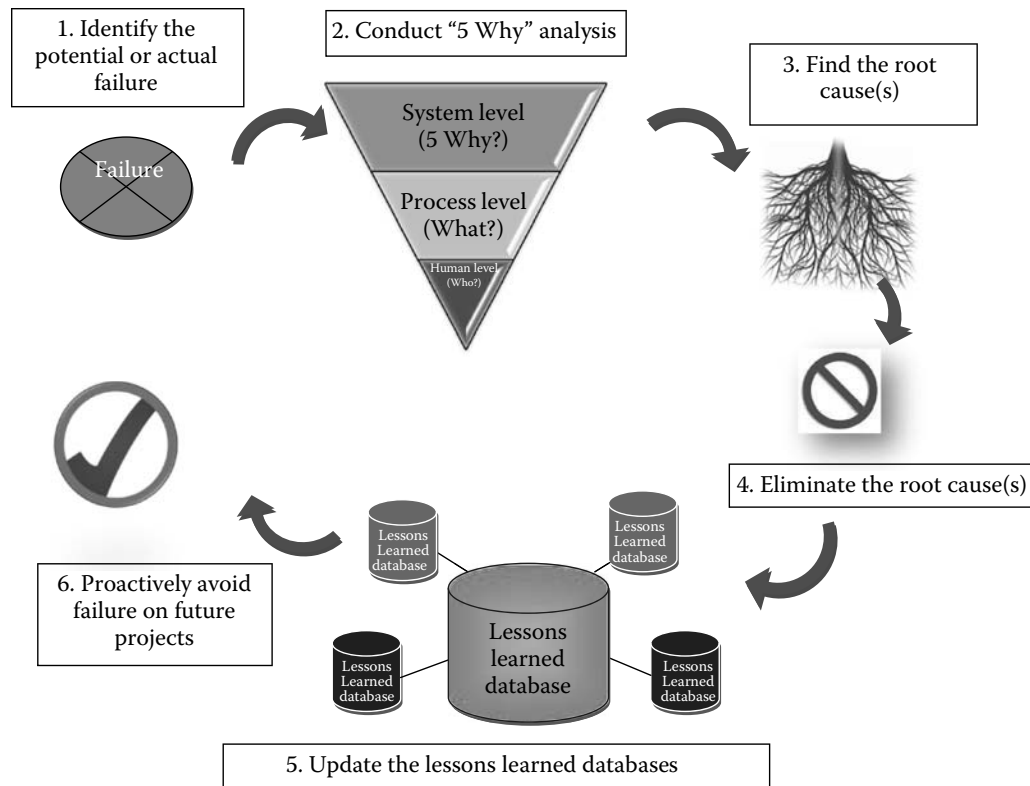 1. Identify the
potential or actual
failure
2. Conduct “5 Why” analysis
3. Find the root
cause(s)
Failure
System level
(5 Why?)
Process level
(What?)
Human level
(Who?)
4. Eliminate the root cause(s)
6. Proactively avoid
failure on future
projects
Lessons
Learned
database
Lessons
Learned
database
Lessons
learned
database
Lessons
Learned
database
Lessons
Learned
database
5. Update the lessons learned databases